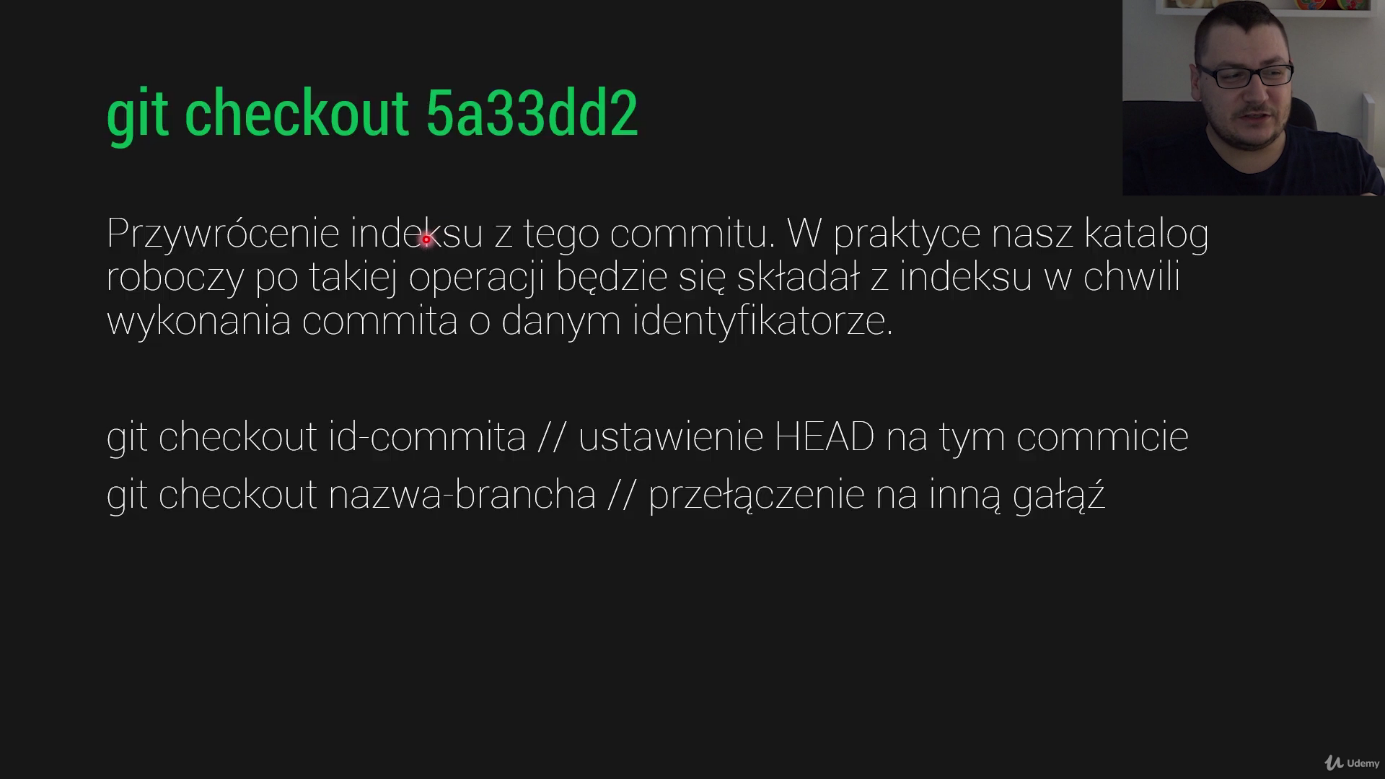 git checkout 5a33dd2
Przywrócenie indeksu z tego commitu. W praktyce nasz katalog
roboczy po takiej operacji będzie się składał z indeksu w chwili
wykonania commita o danym identyfikatorze.
git checkout id-commita // ustawienie HEAD na tym commicie
git checkout nazwa-brancha // przełączenie na inną gałąź
Udemy